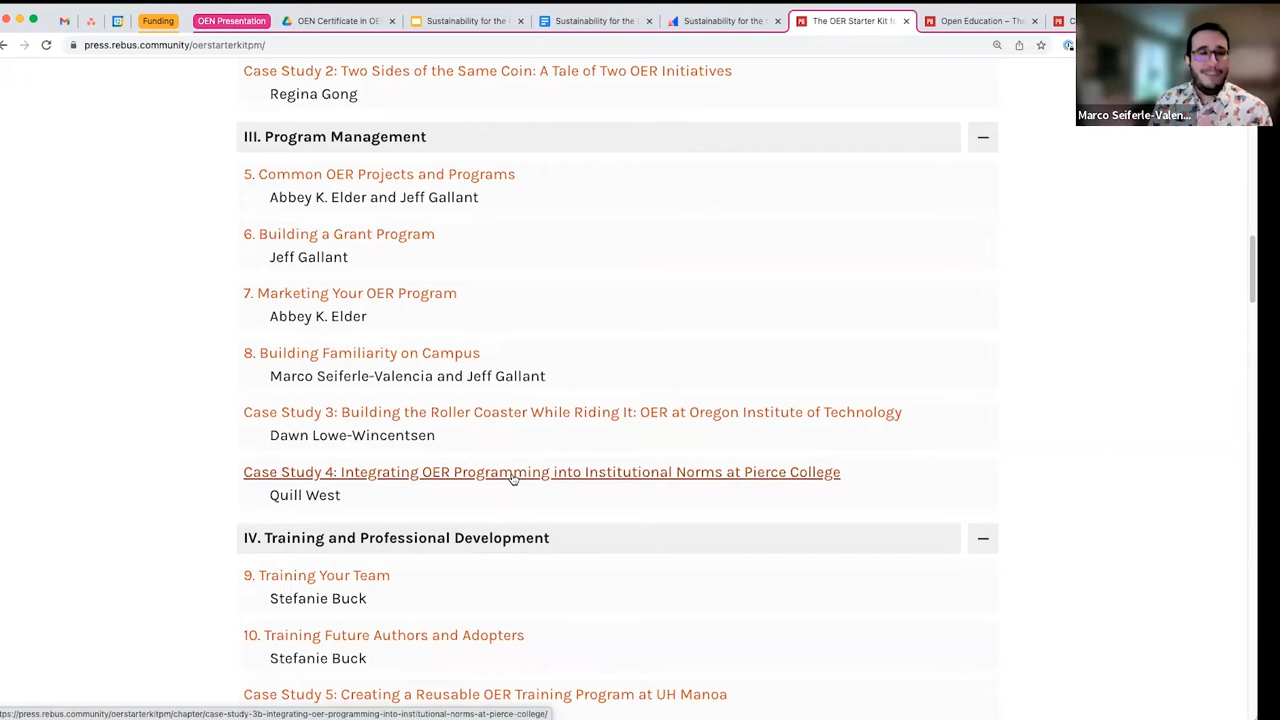 Funding
OEN Presentation
OEN Certificate in OE
Sustainability for the
Sustainability for the
Sustainability for the
The OER Starter Kit fo
Open Education – The
press.rebus.community/oerstarterkitpm/
Marco Seiferle-Valen...
Case Study 2: Two Sides of the Same Coin: A Tale of Two OER Initiatives
Regina Gong
III. Program Management
5. Common OER Projects and Programs
Abbey K. Elder and Jeff Gallant
6. Building a Grant Program
Jeff Gallant
7. Marketing Your OER Program
Abbey K. Elder
8. Building Familiarity on Campus
Marco Seiferle-Valencia and Jeff Gallant
Case Study 3: Building the Roller Coaster While Riding It: OER at Oregon Institute of Technology
Dawn Lowe-Wincentsen
Case Study 4: Integrating OER Programming into Institutional Norms at Pierce College
Quill West
IV. Training and Professional Development
9. Training Your Team
Stefanie Buck
10. Training Future Authors and Adopters
Stefanie Buck
Case Study 5: Creating a Reusable OER Training Program at UH Manoa
ttps://press.rebus.community/oerstarterkitpm/chapter/case-study-3b-integrating-oer-programming-into-institutional-norms-at-pierce-college/